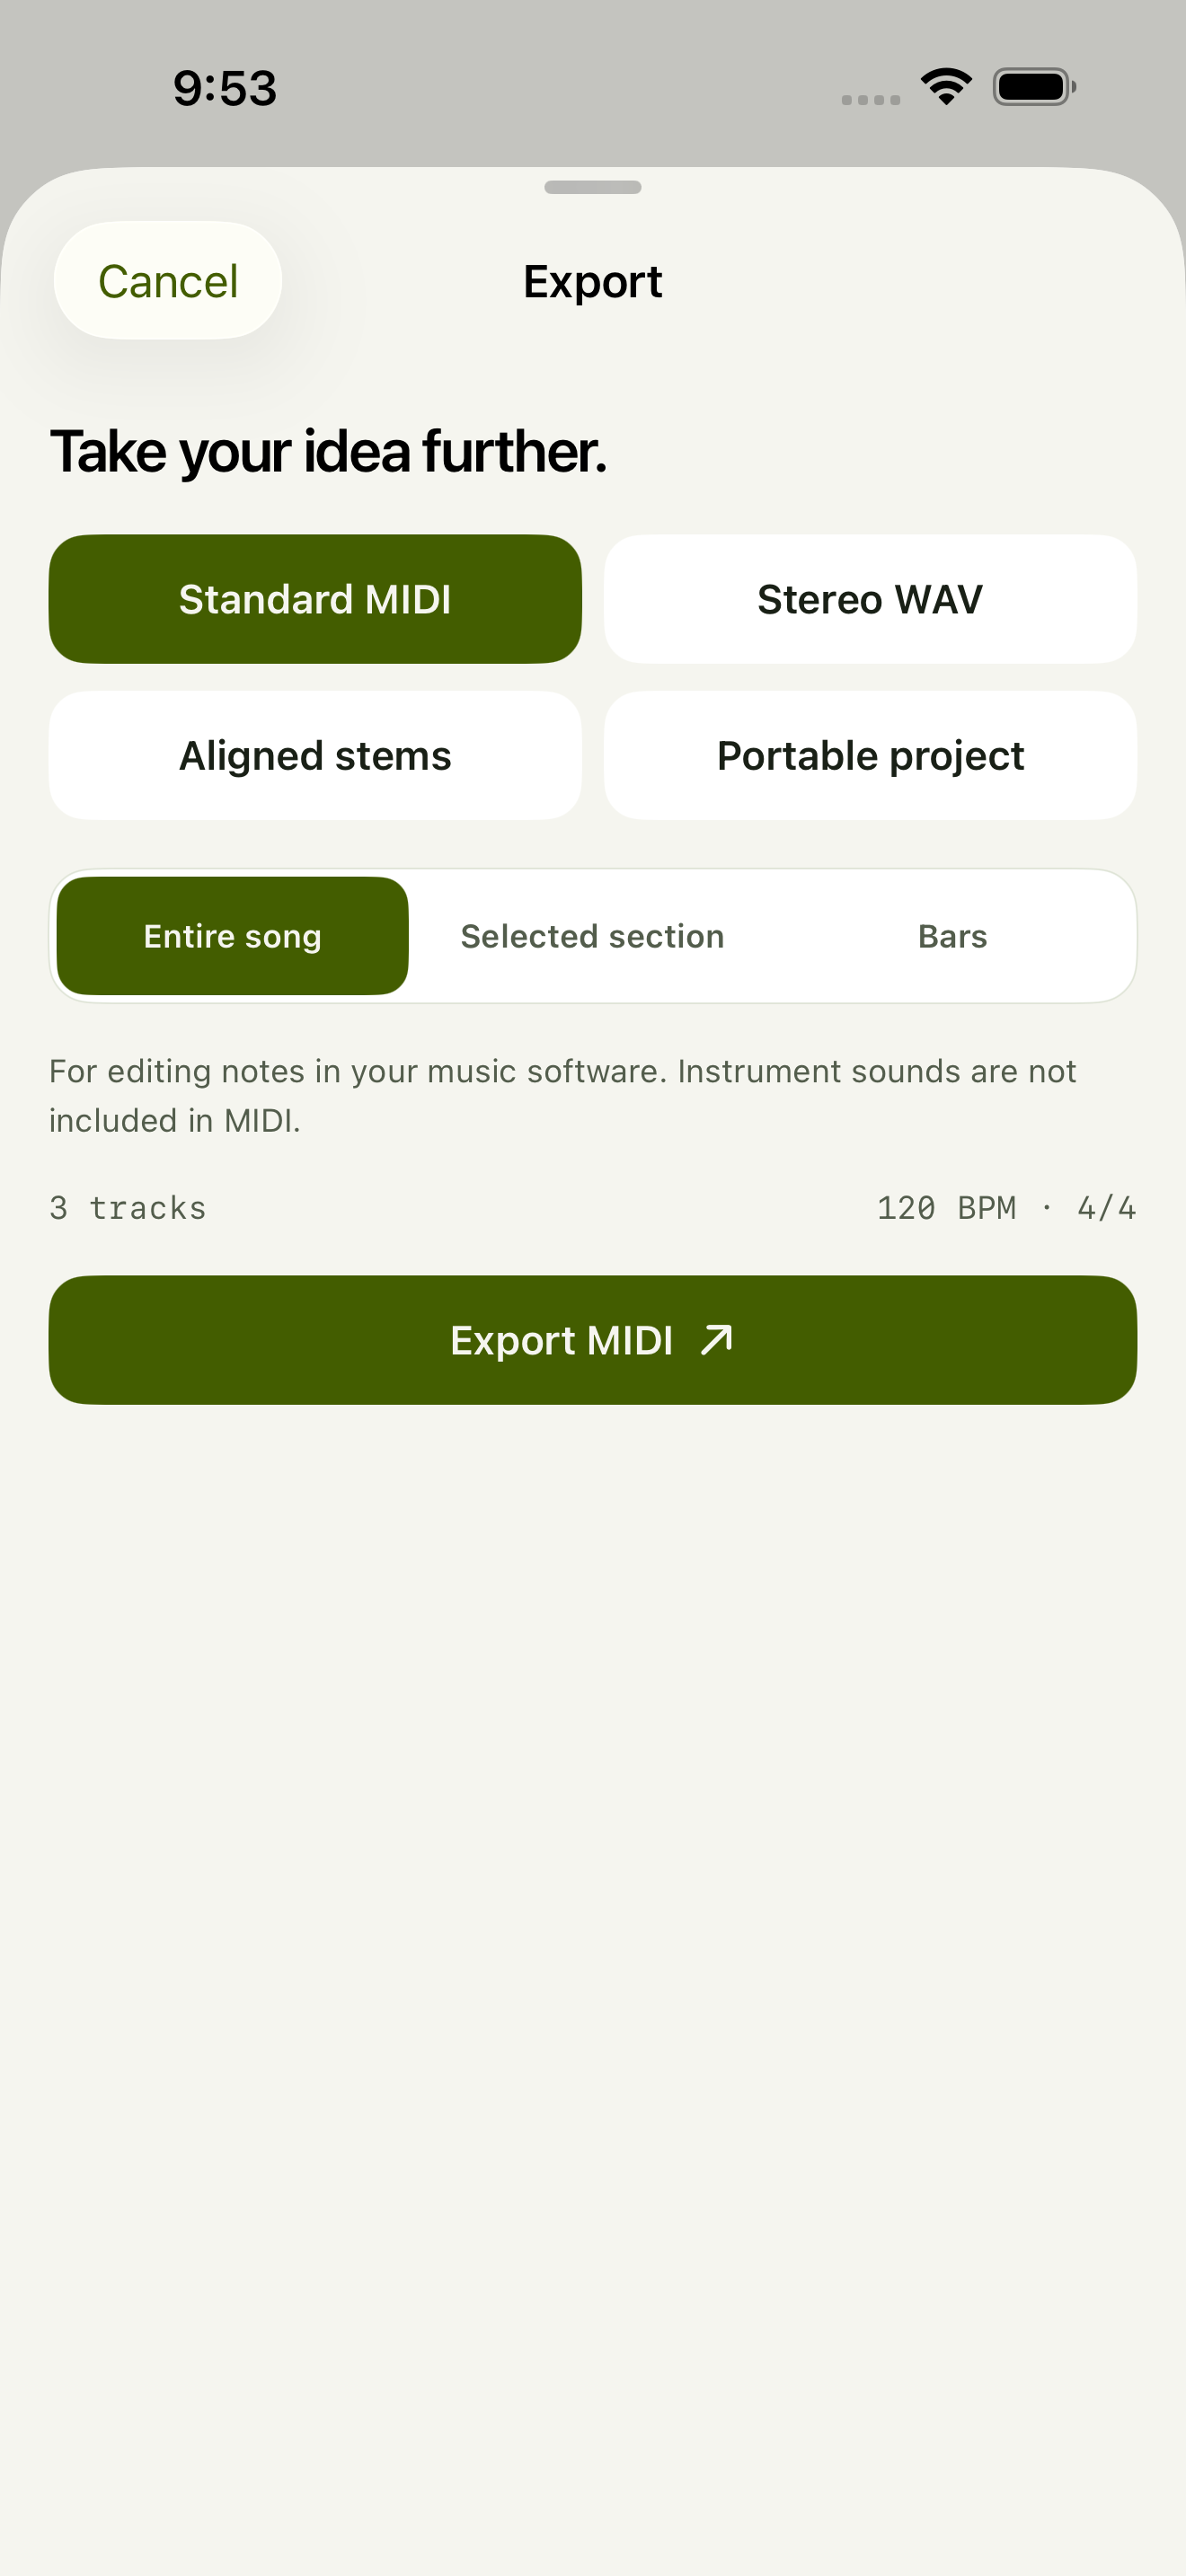 9:53
Cancel
Export
Take your idea further.
Standard MIDI
Stereo WAV
Aligned stems
Portable project
Entire song
Selected section
Bars
For editing notes in your music software. Instrument sounds are not
included in MIDI.
3 tracks
120 BPM · 4/4
Export MIDI